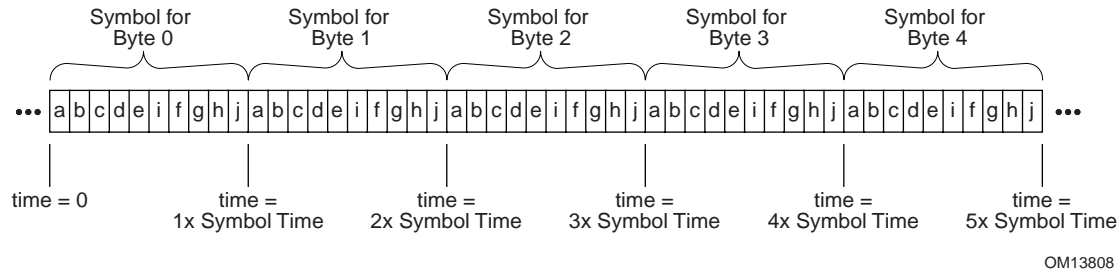 Symbol for Byte 0 Symbol for Byte 1 Symbol for Byte 2 Symbol for Byte 3 Symbol for Byte 4
••• a b c d e i f g h j a b c d e i f g h j a b c d e i f g h j a b c d e i f g h j a b c d e i f g h j •••
time = 0 time = 1x Symbol Time time = 2x Symbol Time time = 3x Symbol Time time = 4x Symbol Time time = 5x Symbol Time
OM13808